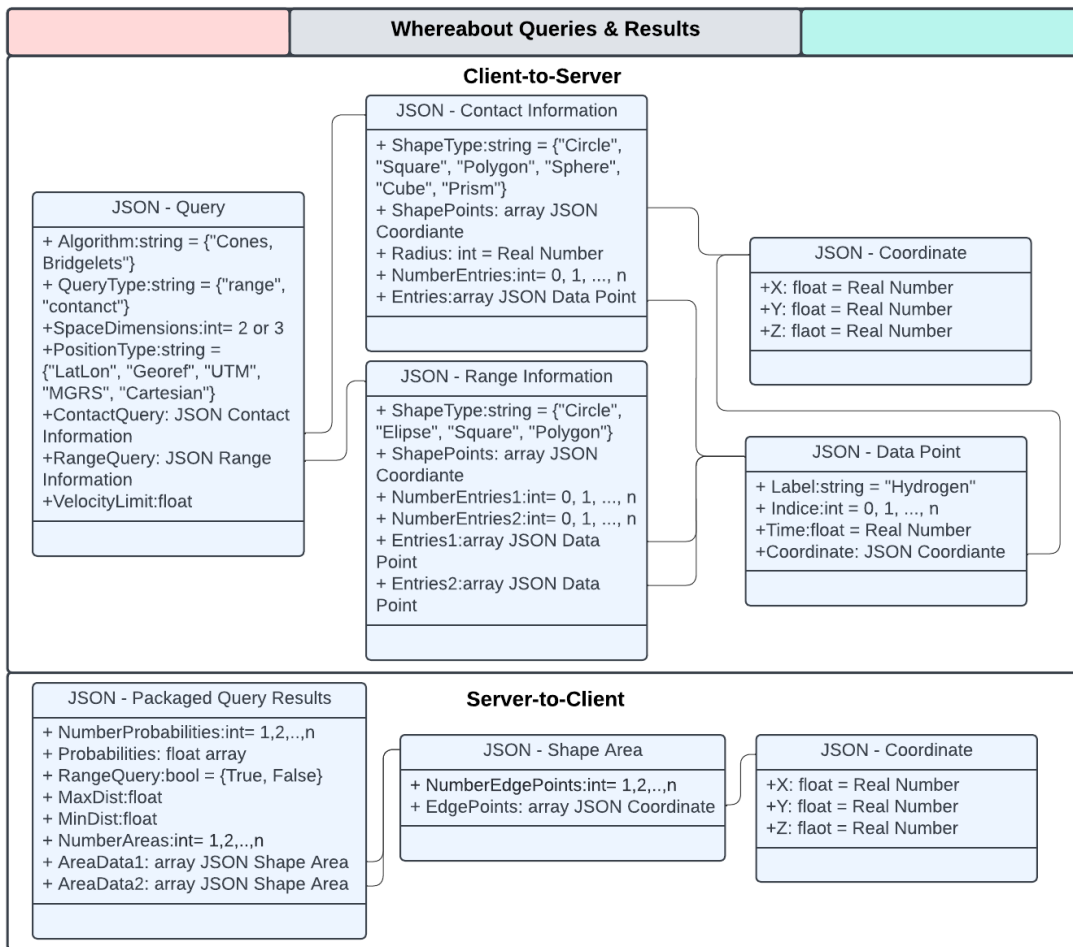 Whereabout Queries & Results
Client-to-Server
JSON - Query
+ Algorithm:string = {"Cones,
Bridgelets"}
+ QueryType:string = {"range",
"contanct"}
+SpaceDimensions:int= 2 or 3
+PositionType:string =
{"LatLon", "Georef", "UTM",
"MGRS", "Cartesian"}
+ContactQuery: JSON Contact
Information
+RangeQuery: JSON Range
Information
+VelocityLimit:float
JSON - Contact Information
+ ShapeType:string = {"Circle",
"Square", "Polygon", "Sphere",
"Cube", "Prism"}
+ ShapePoints: array JSON
Coordiante
+ Radius: int = Real Number
+ NumberEntries:int= 0, 1, ..., n
+ Entries:array JSON Data Point
JSON - Range Information
+ ShapeType:string = {"Circle",
"Elipse", "Square", "Polygon"}
+ ShapePoints: array JSON
Coordiante
+ NumberEntries1:int= 0, 1, ..., n
+ NumberEntries2:int= 0, 1, ..., n
+ Entries1:array JSON Data
Point
+ Entries2:array JSON Data
Point
JSON - Coordinate
+X: float = Real Number
+Y: float = Real Number
+Z: flaot = Real Number
JSON - Data Point
+ Label:string = "Hydrogen"
+ Indice:int = 0, 1, ..., n
+Time:float = Real Number
+Coordinate: JSON Coordiante
Server-to-Client
JSON - Packaged Query Results
+ NumberProbabilities:int= 1,2,..,n
+ Probabilities: float array
+ RangeQuery:bool = {True, False}
+ MaxDist:float
+ MinDist:float
+ NumberAreas:int= 1,2,..,n
+ AreaData1: array JSON Shape Area
+ AreaData2: array JSON Shape Area
JSON - Shape Area
+ NumberEdgePoints:int= 1,2,..,n
+ EdgePoints: array JSON Coordinate
JSON - Coordinate
+X: float = Real Number
+Y: float = Real Number
+Z: flaot = Real Number